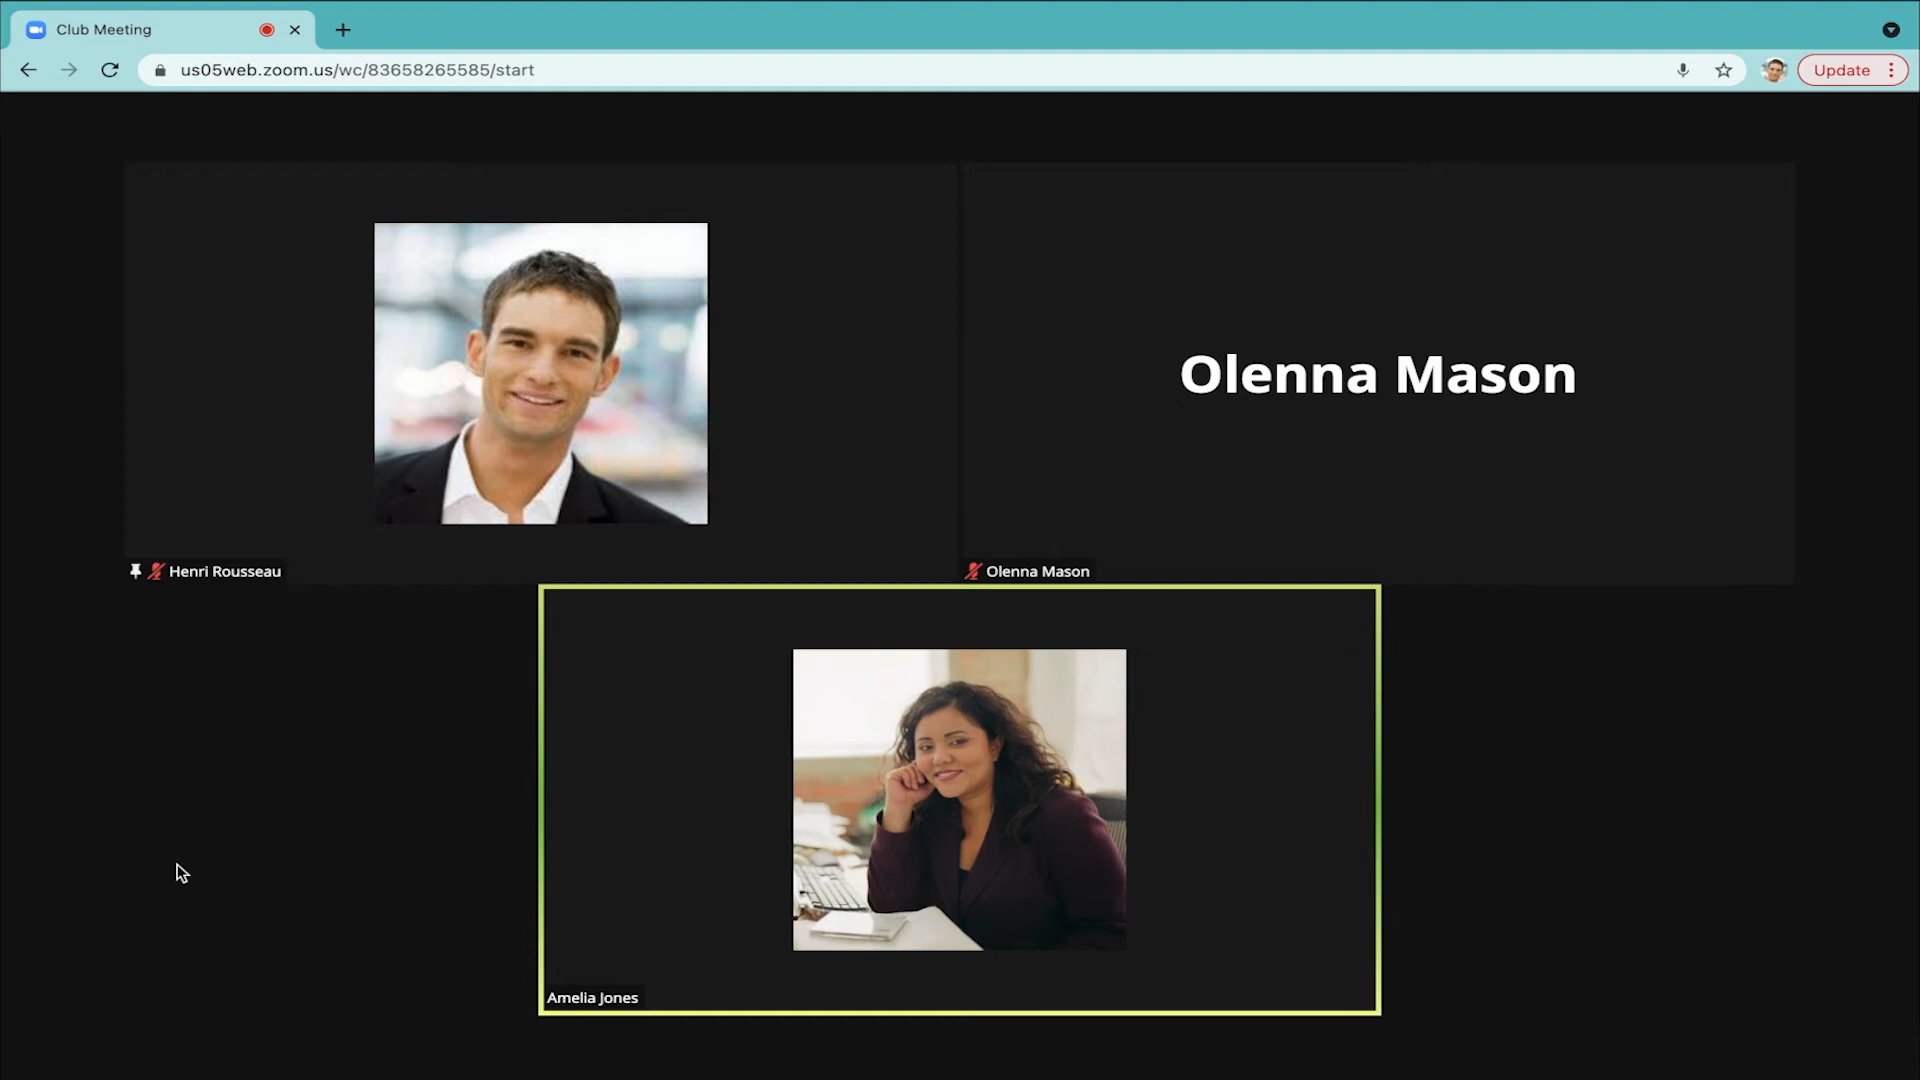 Club Meeting
us05web.zoom.us/wc/83658265585/start
Update
Olenna Mason
Henri Rousseau
Olenna Mason
Amelia Jones